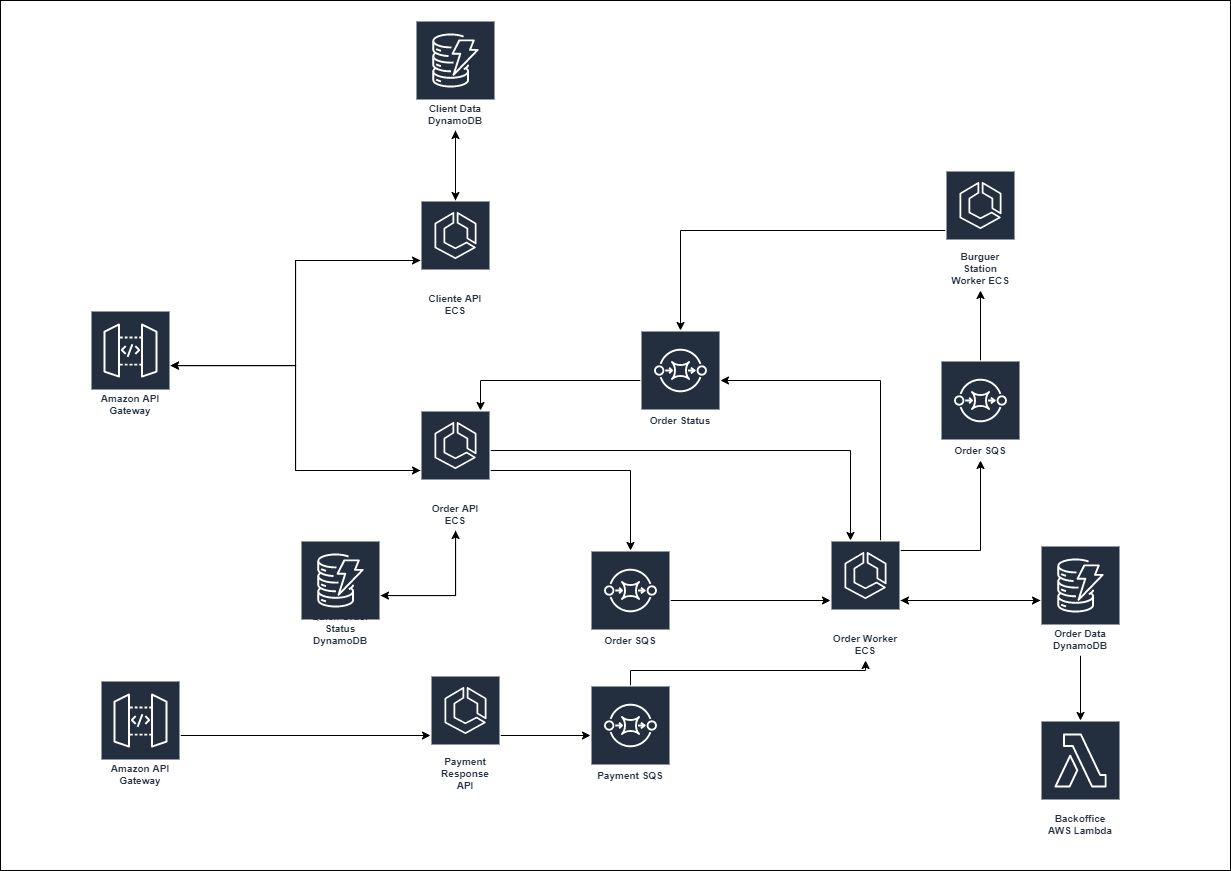 Client Data
DynamoDB
Burguer
Station
Worker ECS
Cliente API
ECS
Amazon API
Gateway
Order Status
Order SQS
Order API
ECS
Status
DynamoDB
Order SQS
Order Worker
ECS
Order Data
DynamoDB
Amazon API
Gateway
Payment
Response
API
Payment SQS
Backoffice
AWS Lambda